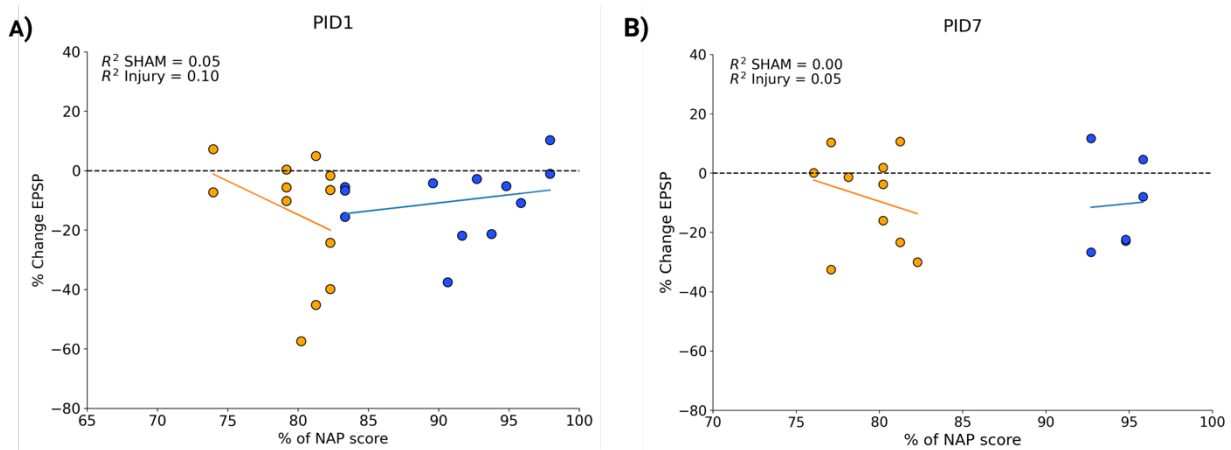 A)
PID1
R² SHAM = 0.05
R² Injury = 0.10
40
20
0
−20
−40
−60
−80
% Change EPSP
65 70 75 80 85 90 95 100
% of NAP score
B)
PID7
R² SHAM = 0.00
R² Injury = 0.05
40
20
0
−20
−40
−60
−80
% Change EPSP
70 75 80 85 90 95 100
% of NAP score